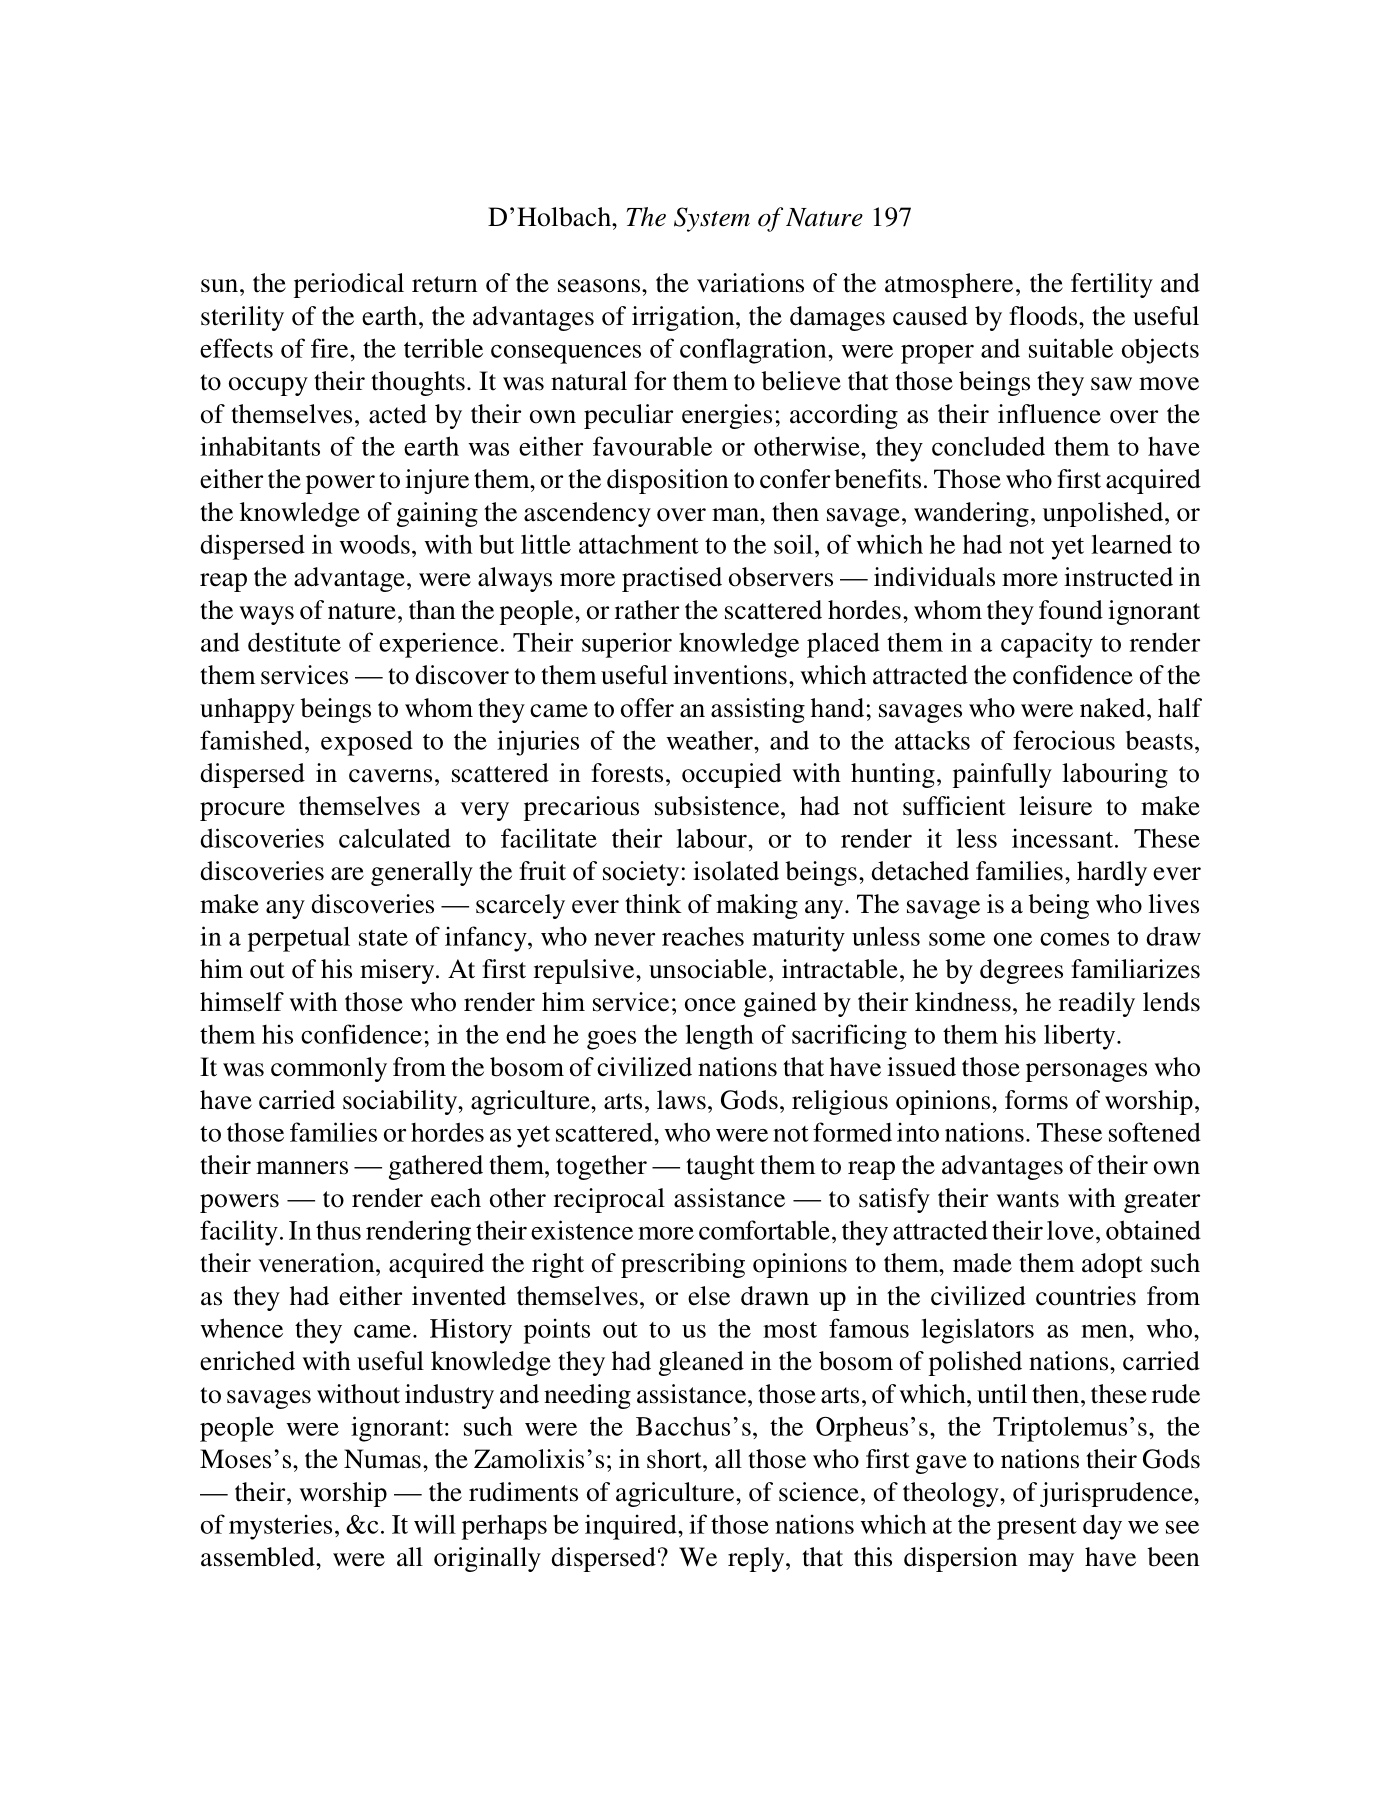 D’Holbach, The System of Nature 197
sun, the periodical return of the seasons, the variations of the atmosphere, the fertility and
sterility of the earth, the advantages of irrigation, the damages caused by floods, the useful
effects of fire, the terrible consequences of conflagration, were proper and suitable objects
to occupy their thoughts. It was natural for them to believe that those beings they saw move
of themselves, acted by their own peculiar energies; according as their influence over the
inhabitants of the earth was either favourable or otherwise, they concluded them to have
either the power to injure them, or the disposition to confer benefits. Those who first acquired
the knowledge of gaining the ascendency over man, then savage, wandering, unpolished, or
dispersed in woods, with but little attachment to the soil, of which he had not yet learned to
reap the advantage, were always more practised observers — individuals more instructed in
the ways of nature, than the people, or rather the scattered hordes, whom they found ignorant
and destitute of experience. Their superior knowledge placed them in a capacity to render
them services — to discover to them useful inventions, which attracted the confidence of the
unhappy beings to whom they came to offer an assisting hand; savages who were naked, half
famished, exposed to the injuries of the weather, and to the attacks of ferocious beasts,
dispersed in caverns, scattered in forests, occupied with hunting, painfully labouring to
procure themselves a very precarious subsistence, had not sufficient leisure to make
discoveries calculated to facilitate their labour, or to render it less incessant. These
discoveries are generally the fruit of society: isolated beings, detached families, hardly ever
make any discoveries — scarcely ever think of making any. The savage is a being who lives
in a perpetual state of infancy, who never reaches maturity unless some one comes to draw
him out of his misery. At first repulsive, unsociable, intractable, he by degrees familiarizes
himself with those who render him service; once gained by their kindness, he readily lends
them his confidence; in the end he goes the length of sacrificing to them his liberty.
It was commonly from the bosom of civilized nations that have issued those personages who
have carried sociability, agriculture, arts, laws, Gods, religious opinions, forms of worship,
to those families or hordes as yet scattered, who were not formed into nations. These softened
their manners — gathered them, together — taught them to reap the advantages of their own
powers — to render each other reciprocal assistance — to satisfy their wants with greater
facility. In thus rendering their existence more comfortable, they attracted their love, obtained
their veneration, acquired the right of prescribing opinions to them, made them adopt such
as they had either invented themselves, or else drawn up in the civilized countries from
whence they came. History points out to us the most famous legislators as men, who,
enriched with useful knowledge they had gleaned in the bosom of polished nations, carried
to savages without industry and needing assistance, those arts, of which, until then, these rude
people were ignorant: such were the Bacchus’s, the Orpheus’s, the Triptolemus’s, the
Moses’s, the Numas, the Zamolixis’s; in short, all those who first gave to nations their Gods
— their, worship — the rudiments of agriculture, of science, of theology, of jurisprudence,
of mysteries, &c. It will perhaps be inquired, if those nations which at the present day we see
assembled, were all originally dispersed? We reply, that this dispersion may have been